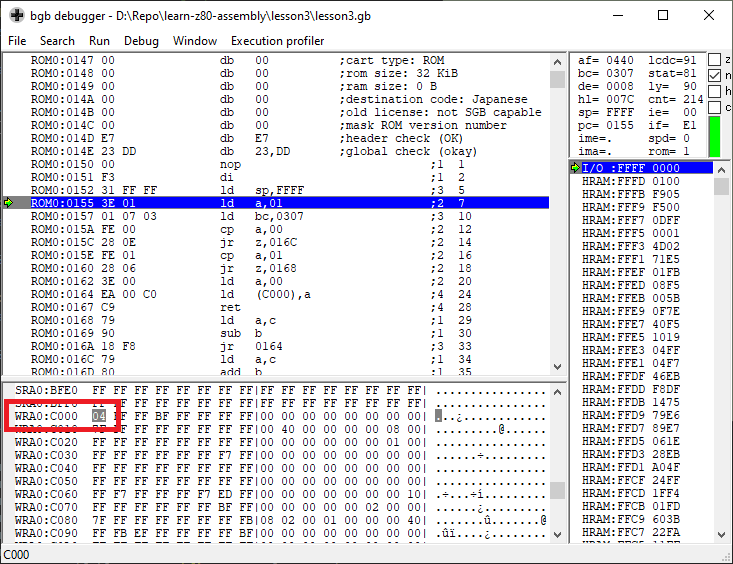 bgb debugger - D:\Repo\learn-z80-assembly\lesson3\lesson3.gb
File Search Run Debug Window Execution profiler
ROM0:0147 00 db 00 ;cart type: ROM
ROM0:0148 00 db 00 ;rom size: 32 KiB
ROM0:0149 00 db 00 ;ram size: 0 B
ROM0:014A 00 db 00 ;destination code: Japanese
ROM0:014B 00 db 00 ;old license: not SGB capable
ROM0:014C 00 db 00 ;mask ROM version number
ROM0:014D E7 db E7 ;header check (OK)
ROM0:014E 23 DD db 23,DD ;global check (okay)
ROM0:0150 00 nop ;1 1
ROM0:0151 F3 di ;1 2
ROM0:0152 31 FF FF ld sp,FFFF ;3 5
ROM0:0155 3E 01 ld a,01 ;2 7
ROM0:0157 01 07 03 ld bc,0307 ;3 10
ROM0:015A FE 00 cp a,00 ;2 12
ROM0:015C 28 0E jr z,016C ;2 14
ROM0:015E FE 01 cp a,01 ;2 16
ROM0:0160 28 06 jr z,0168 ;2 18
ROM0:0162 3E 00 ld a,00 ;2 20
ROM0:0164 EA 00 C0 ld (C000),a ;4 24
ROM0:0167 C9 ret ;4 28
ROM0:0168 79 ld a,c ;1 29
ROM0:0169 90 sub b ;1 30
ROM0:016A 18 F8 jr 0164 ;3 33
ROM0:016C 79 ld a,c ;1 34
ROM0:016D 80 add b ;1 35
af= 0440 lcdc=91 z
bc= 0307 stat=81 n
de= 0008 ly= 90 h
hl= 007C cnt= 214 c
sp= FFFF ie= 00
pc= 0155 if= E1
ime=. spd= 0
ima=. rom= 1
I/O :FFFF 0000
HRAM:FFFD 0100
HRAM:FFFB F905
HRAM:FFF9 F500
HRAM:FFF7 0DFF
HRAM:FFF5 0001
HRAM:FFF3 4D02
HRAM:FFF1 71E5
HRAM:FFEF 01FB
HRAM:FFED 08F5
HRAM:FFEB 005B
HRAM:FFE9 0F7E
HRAM:FFE7 40F5
HRAM:FFE5 1019
HRAM:FFE3 04FF
HRAM:FFE1 04F7
HRAM:FFDF 46EB
HRAM:FFDD F8DF
HRAM:FFDB 1475
HRAM:FFD9 79E6
HRAM:FFD7 89E7
HRAM:FFD5 061E
HRAM:FFD3 28EB
HRAM:FFD1 A04F
HRAM:FFCF 24FF
HRAM:FFCD 1FF4
HRAM:FFCB 01FD
HRAM:FFC9 603B
HRAM:FFC7 22FA
SRA0:BFE0 FF FF FF FF FF FF FF FF|FF FF FF FF FF FF FF FF| ................
FF FF FF FF FF FF|FF FF FF FF FF FF FF FF| ................
WRA0:C000 04 FF FF BF FF FF FF FF|00 00 00 00 00 00 00 00| ...¿............
FF FF FF FF FF FF|00 40 00 00 00 00 08 00| .........@......
WRA0:C020 FF FF FF FF FF FF FF FF|00 00 00 00 00 00 01 00| ................
WRA0:C030 FF FF FF FF FF FF F7 FF|00 00 00 00 00 00 00 00| ......÷.........
WRA0:C040 FF FF FF FF FF FF FF FF|00 00 00 00 00 00 00 00| ................
WRA0:C050 FF FF FF FF FF FF FF FF|00 00 00 00 00 00 00 00| ................
WRA0:C060 FF F7 FF FF FF F7 ED FF|00 00 00 00 00 00 00 10| .÷...÷í.........
WRA0:C070 FF FF FF FF FF FF BF FF|00 00 00 00 02 00 00 00|
WRA0:C080 7F FF FF FF FF FF FF FB|08 02 00 01 00 00 00 40| .......û.......@
C000